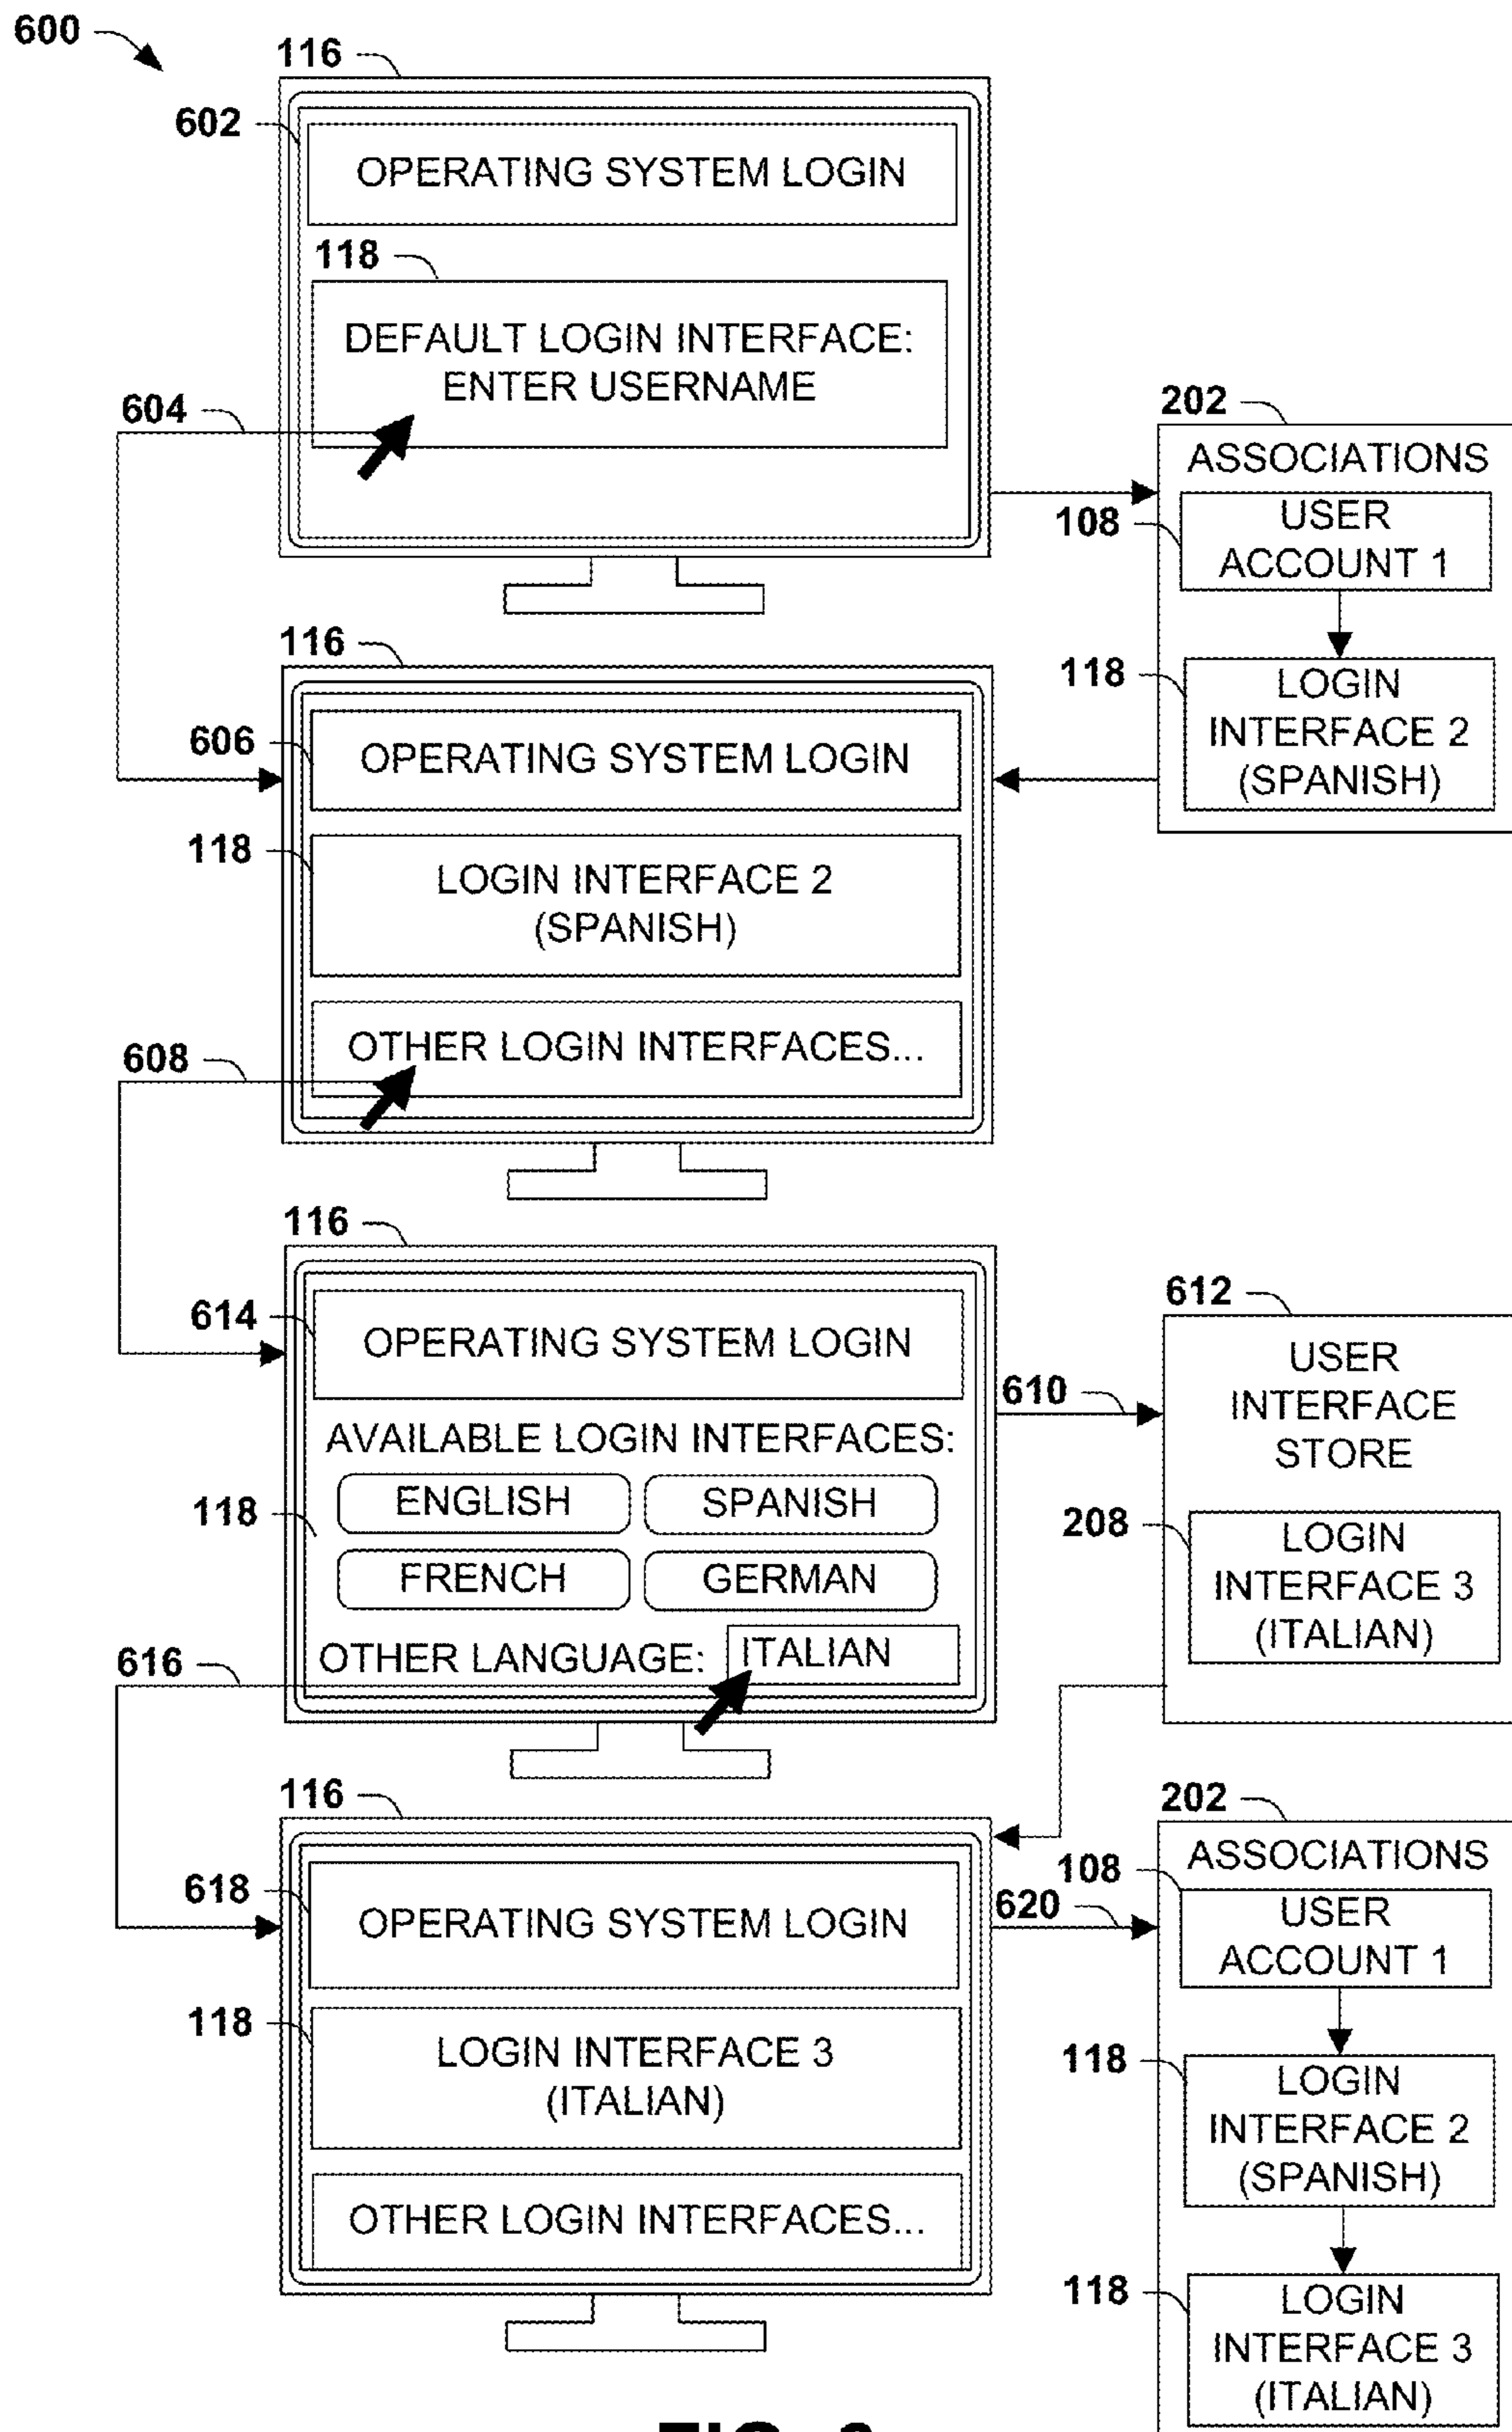 600
116
602
OPERATING SYSTEM LOGIN
118
DEFAULT LOGIN INTERFACE:
ENTER USERNAME
604
202
ASSOCIATIONS
108
USER
ACCOUNT 1
118
LOGIN
INTERFACE 2
(SPANISH)
116
606
OPERATING SYSTEM LOGIN
118
LOGIN INTERFACE 2
(SPANISH)
608
OTHER LOGIN INTERFACES...
116
614
OPERATING SYSTEM LOGIN
610
612
USER
INTERFACE
STORE
208
LOGIN
INTERFACE 3
(ITALIAN)
AVAILABLE LOGIN INTERFACES:
118
ENGLISH
SPANISH
FRENCH
GERMAN
616
OTHER LANGUAGE:
ITALIAN
116
618
OPERATING SYSTEM LOGIN
620
202
ASSOCIATIONS
108
USER
ACCOUNT 1
118
LOGIN
INTERFACE 2
(SPANISH)
118
LOGIN
INTERFACE 3
(ITALIAN)
118
LOGIN INTERFACE 3
(ITALIAN)
OTHER LOGIN INTERFACES...